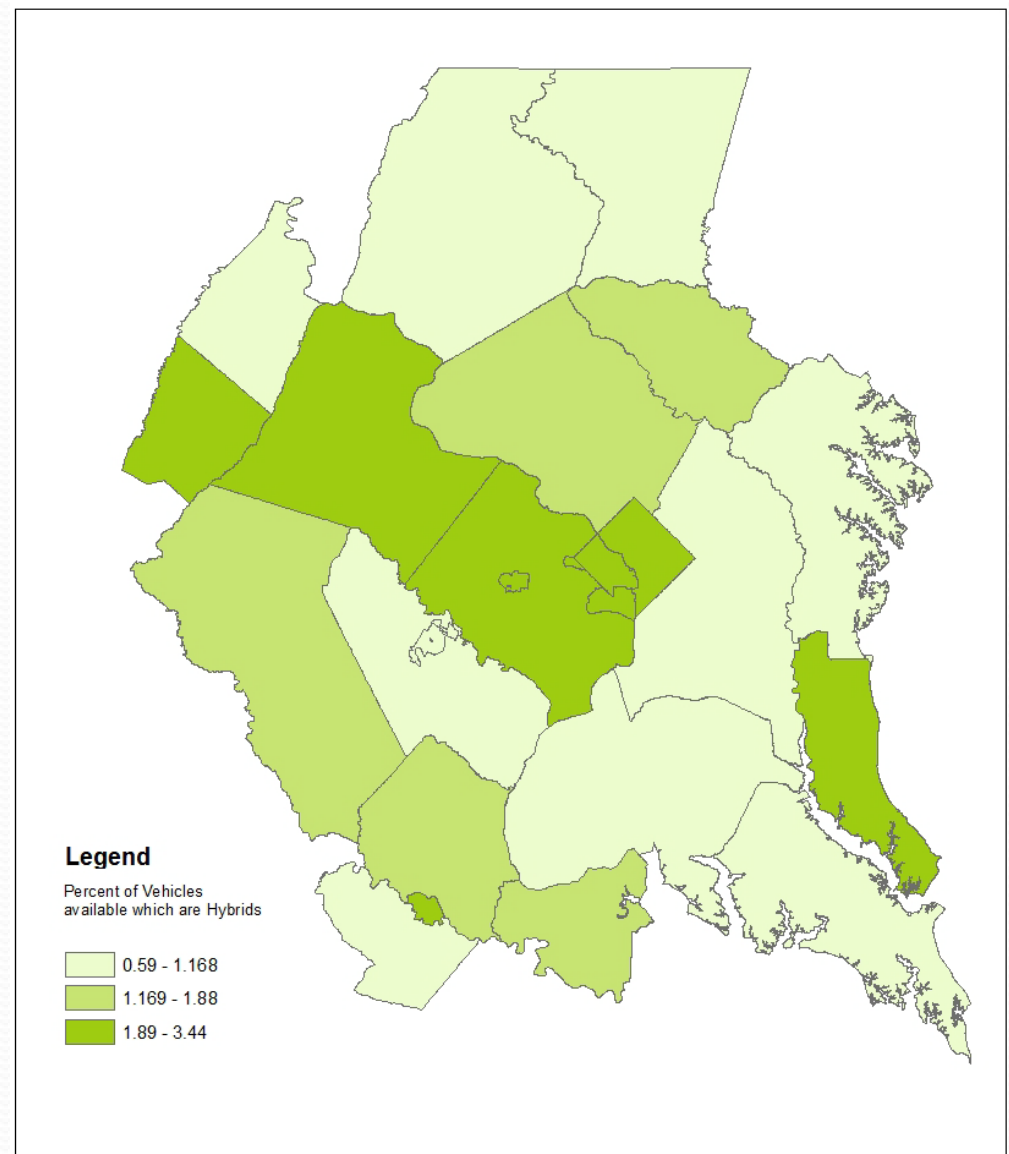 Legend
Percent of Vehicles
available which are Hybrids
0.59 - 1.168
1.169 - 1.88
1.89 - 3.44